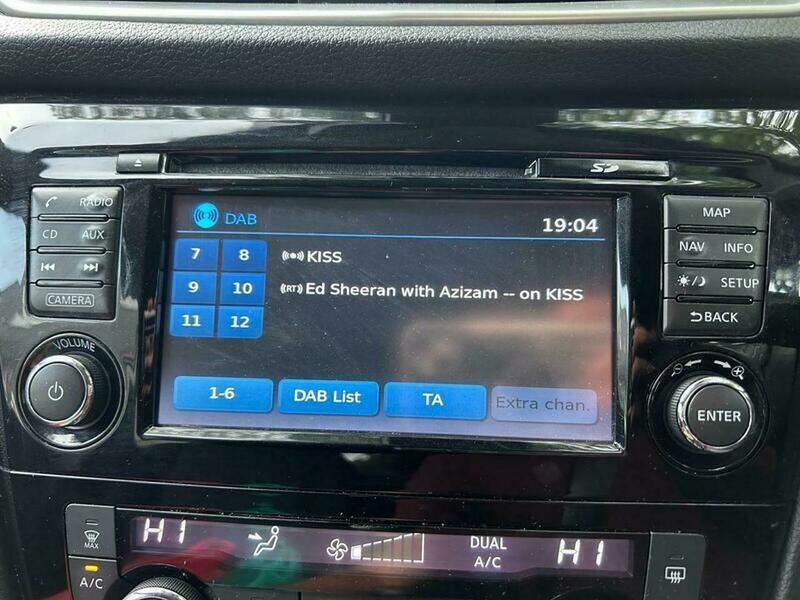 SD
RADIO
CD AUX
CAMERA
VOLUME
DAB 19:04
7 8
9 10
11 12
KISS
(RT) Ed Sheeran with Azizam -- on KISS
1-6 DAB List TA Extra chan.
MAP
NAV INFO
SETUP
BACK
ENTER
MAX
A/C
HI
DUAL
A/C
HI